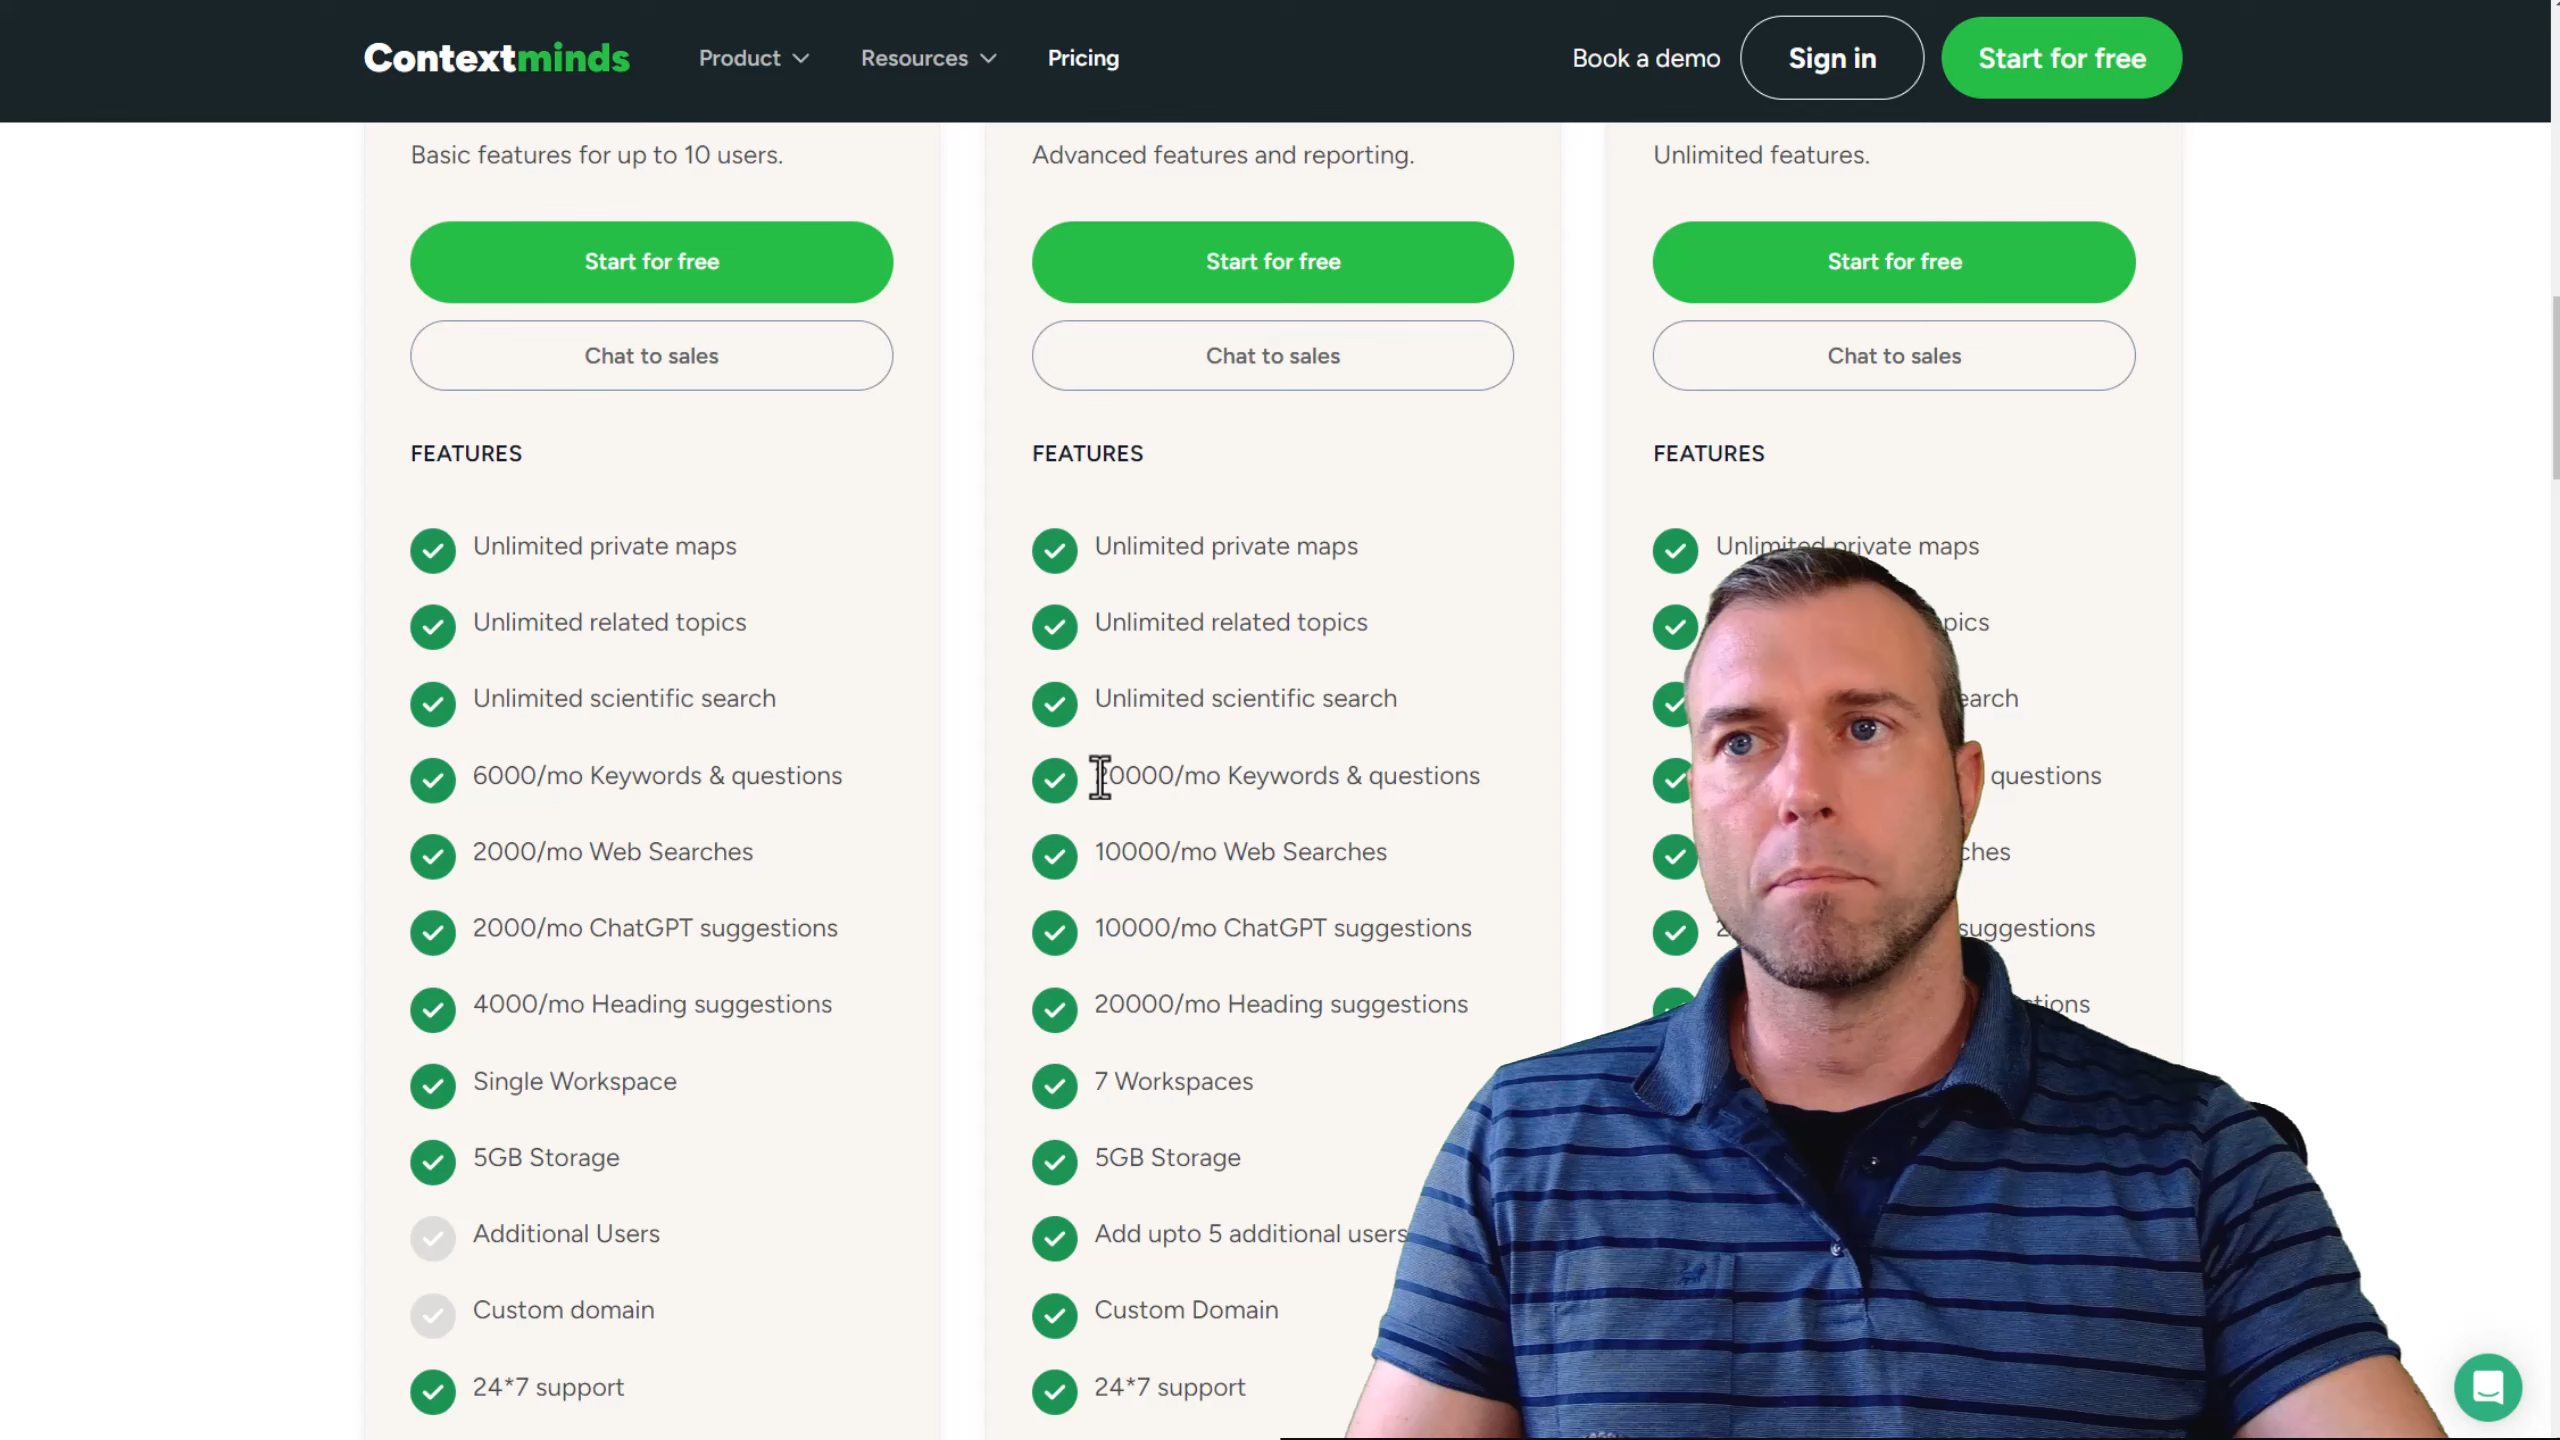 Contextminds
Product
Resources
Pricing
Book a demo
Sign in
Start for free
Basic features for up to 10 users.
Start for free
Chat to sales
FEATURES
Unlimited private maps
Unlimited related topics
Unlimited scientific search
6000/mo Keywords & questions
2000/mo Web Searches
2000/mo ChatGPT suggestions
4000/mo Heading suggestions
Single Workspace
5GB Storage
Additional Users
Custom domain
24*7 support
Advanced features and reporting.
Start for free
Chat to sales
FEATURES
Unlimited private maps
Unlimited related topics
Unlimited scientific search
Keywords & questions
10000/mo Web Searches
10000/mo ChatGPT suggestions
20000/mo Heading suggestions
7 Workspaces
5GB Storage
Add upto 5 additional users
Custom Domain
24*7 support
Unlimited features.
Start for free
Chat to sales
FEATURES
Unlimited private maps
questions
suggestions